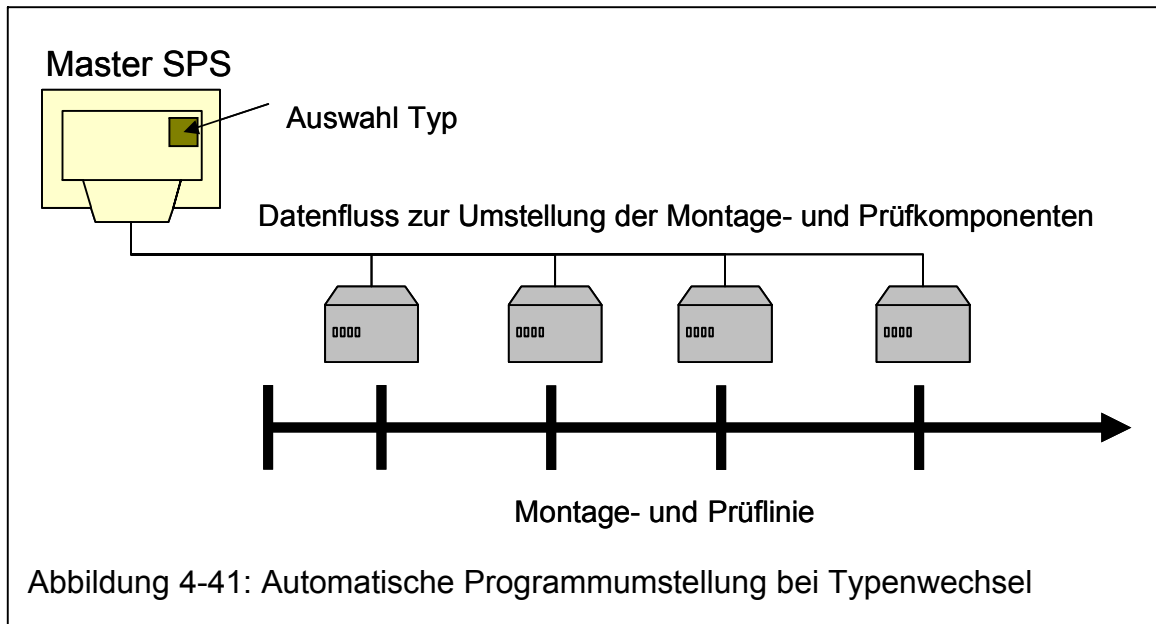 Master SPS
Auswahl Typ
Datenfluss zur Umstellung der Montage- und Prüfkomponenten
Montage- und Prüflinie
Abbildung 4-41: Automatische Programmumstellung bei Typenwechsel